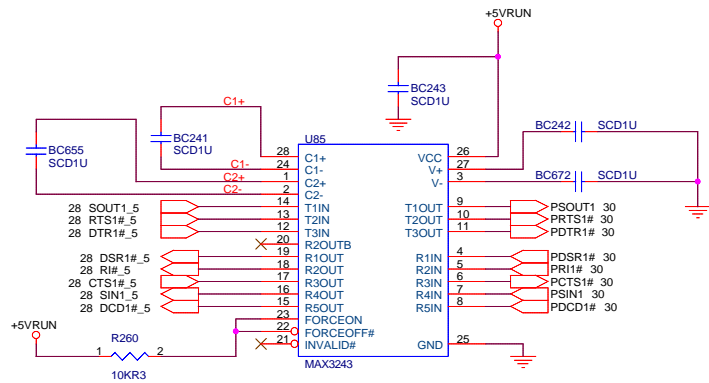 +5VRUN
BC243
SCD1U
C1+
BC241
SCD1U
C1-
BC655
SCD1U
C2+
C2-
U85
BC242 SCD1U
BC672 SCD1U
28 C1+ VCC 26
24 C1- V+ 27
1 C2+ V- 3
2 C2-
28 SOUT1_5 14 T1IN T1OUT 9 PSOUT1 30
28 RTS1#_5 13 T2IN T2OUT 10 PRTS1# 30
28 DTR1#_5 12 T3IN T3OUT 11 PDTR1# 30
20 R2OUTB
28 DSR1#_5 19 R1OUT R1IN 4 PDSR1# 30
28 RI#_5 18 R2OUT R2IN 5 PRI1# 30
28 CTS1#_5 17 R3OUT R3IN 6 PCTS1# 30
28 SIN1_5 16 R4OUT R4IN 7 PSIN1 30
28 DCD1#_5 15 R5OUT R5IN 8 PDCD1# 30
23 FORCEON
22 FORCEOFF#
21 INVALID# GND 25
MAX3243
+5VRUN
R260
1 2
10KR3